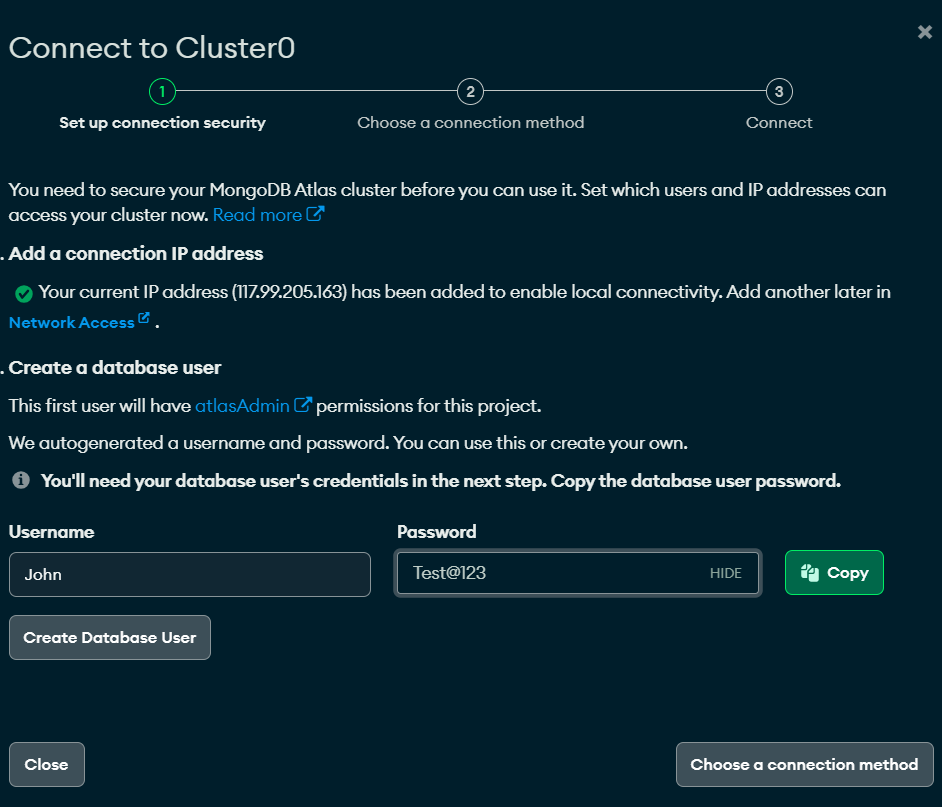 Connect to Cluster0
1
2
3
Set up connection security
Choose a connection method
Connect
You need to secure your MongoDB Atlas cluster before you can use it. Set which users and IP addresses can
access your cluster now. Read more
. Add a connection IP address
Your current IP address (117.99.205.163) has been added to enable local connectivity. Add another later in
Network Access .
. Create a database user
This first user will have atlasAdmin permissions for this project.
We autogenerated a username and password. You can use this or create your own.
You'll need your database user's credentials in the next step. Copy the database user password.
Username
Password
John
Test@123
HIDE
Copy
Create Database User
Close
Choose a connection method